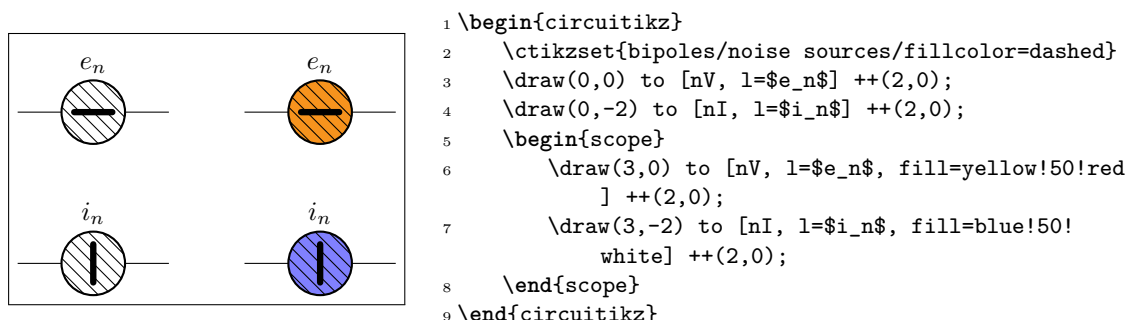 e_n e_n
i_n i_n
1 \begin{circuitikz}
2 \ctikzset{bipoles/noise sources/fillcolor=dashed}
3 \draw(0,0) to [nV, l=$e_n$] ++(2,0);
4 \draw(0,-2) to [nI, l=$i_n$] ++(2,0);
5 \begin{scope}
6 \draw(3,0) to [nV, l=$e_n$, fill=yellow!50!red
] ++(2,0);
7 \draw(3,-2) to [nI, l=$i_n$, fill=blue!50!
white] ++(2,0);
8 \end{scope}
9 \end{circuitikz}